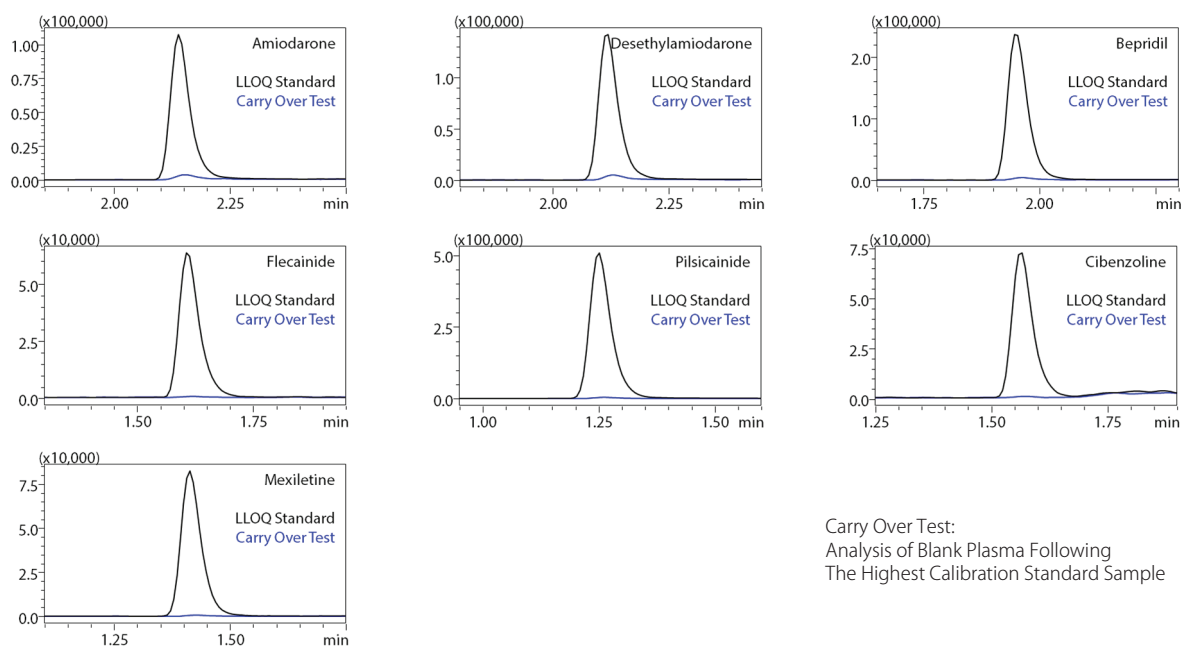 (x100,000)
Amiodarone
LLOQ Standard
Carry Over Test
1.00
0.75
0.50
0.25
0.00
2.00 2.25 min
(x100,000)
Desethylamiodarone
LLOQ Standard
Carry Over Test
1.0
0.5
0.0
2.00 2.25 min
(x100,000)
Bepridil
LLOQ Standard
Carry Over Test
2.0
1.0
0.0
1.75 2.00 min
(x10,000)
Flecainide
LLOQ Standard
Carry Over Test
5.0
2.5
0.0
1.50 1.75 min
(x100,000)
Pilsicainide
LLOQ Standard
Carry Over Test
5.0
2.5
0.0
1.00 1.25 1.50 min
(x10,000)
Cibenzoline
LLOQ Standard
Carry Over Test
7.5
5.0
2.5
0.0
1.25 1.50 1.75 min
(x10,000)
Mexiletine
LLOQ Standard
Carry Over Test
7.5
5.0
2.5
0.0
1.25 1.50 min
Carry Over Test:
Analysis of Blank Plasma Following
The Highest Calibration Standard Sample